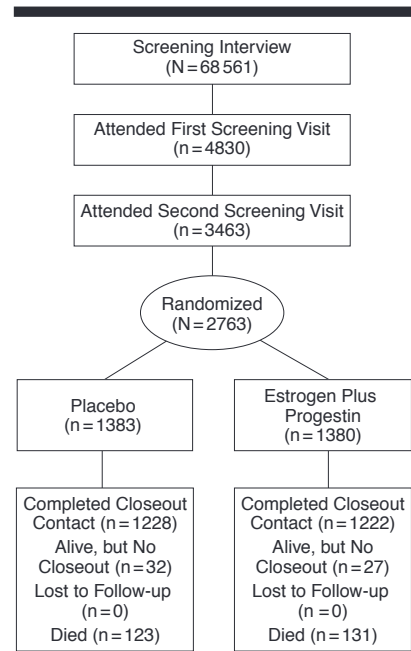 Screening Interview
(N = 68 561)
Attended First Screening Visit
(n = 4830)
Attended Second Screening Visit
(n = 3463)
Randomized
(N = 2763)
Placebo
(n = 1383)
Estrogen Plus
Progestin
(n = 1380)
Completed Closeout
Contact (n = 1228)
Alive, but No
Closeout (n = 32)
Lost to Follow-up
(n = 0)
Died (n = 123)
Completed Closeout
Contact (n = 1222)
Alive, but No
Closeout (n = 27)
Lost to Follow-up
(n = 0)
Died (n = 131)